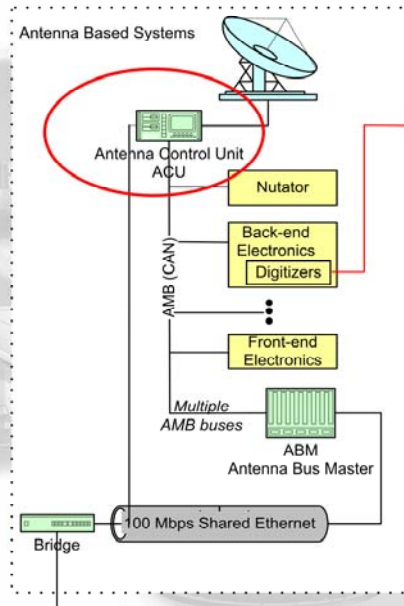 Antenna Based Systems
Antenna Control Unit
ACU
Nutator
Back-end
Electronics
Digitizers
AMB (CAN)
Front-end
Electronics
Multiple
AMB buses
ABM
Antenna Bus Master
100 Mbps Shared Ethernet
Bridge